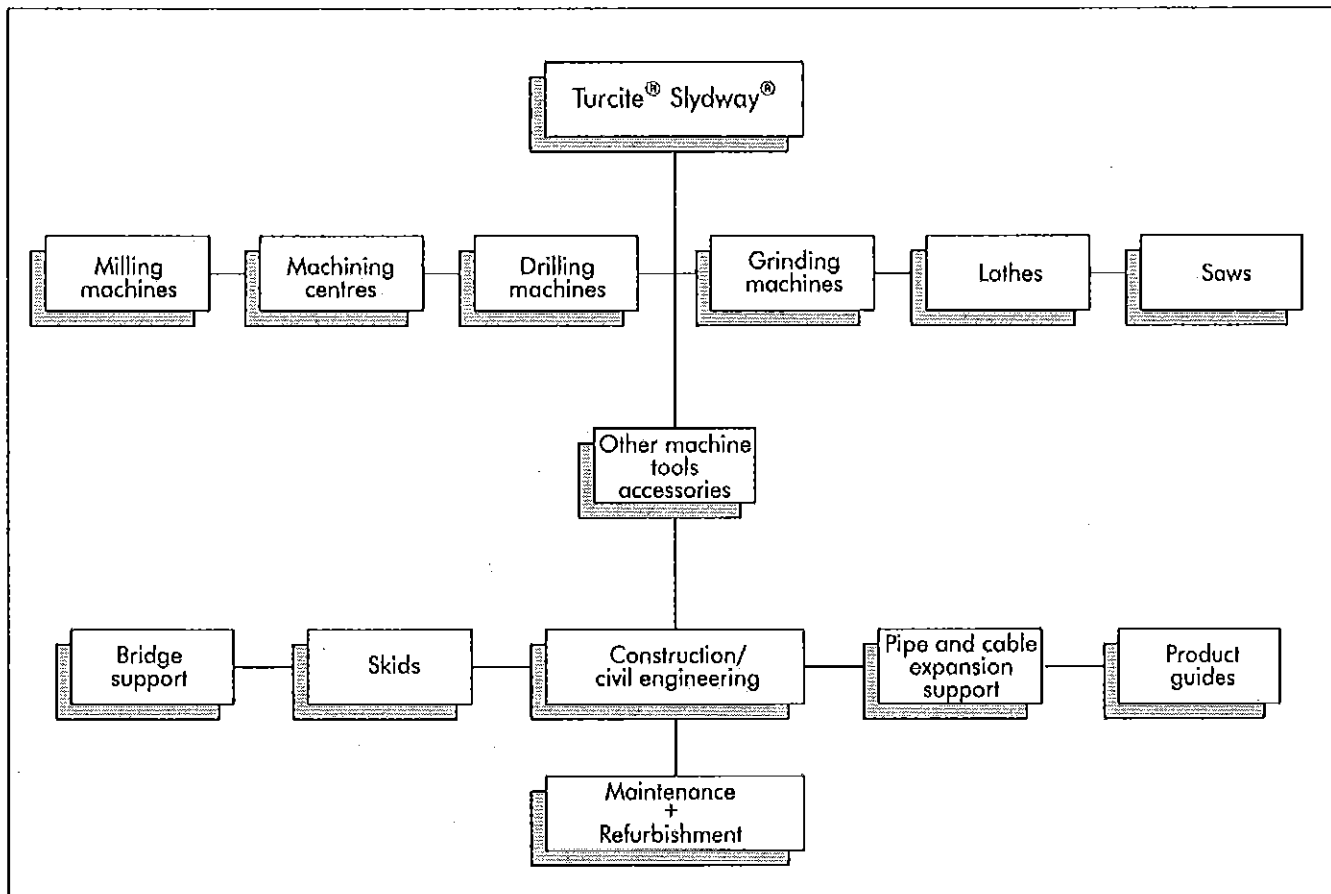 Turcite® Slydway®
Milling
machines
Machining
centres
Drilling
machines
Grinding
machines
Lathes
Saws
Other machine
tools
accessories
Bridge
support
Skids
Construction/
civil engineering
Pipe and cable
expansion
support
Product
guides
Maintenance
+
Refurbishment